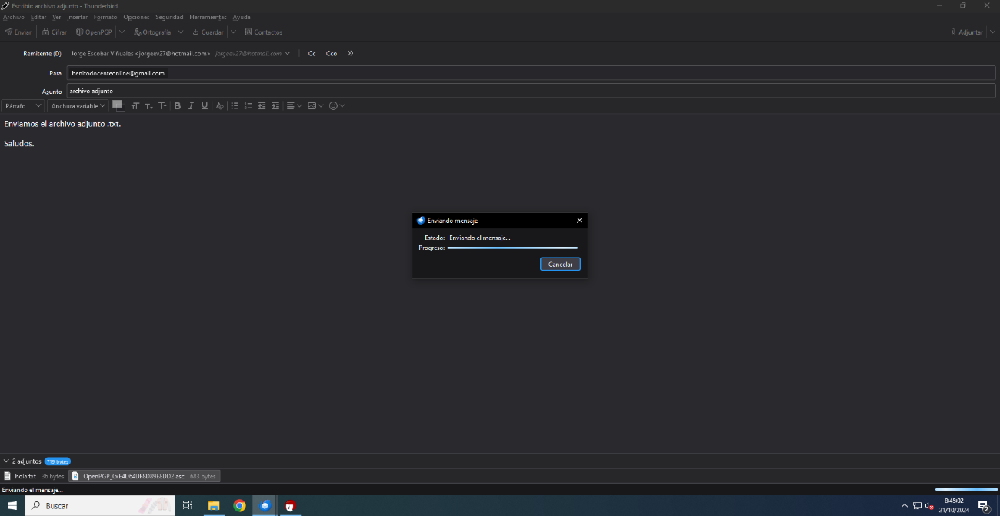 Escribir: archivo adjunto - Thunderbird
Archivo Editar Ver Insertar Formato Opciones Seguridad Herramientas Ayuda
Enviar Cifrar OpenPGP Ortografía Guardar Contactos Adjuntar
Remitente (D) Jorge Escobar Viñuales <jorgeev27@hotmail.com> jorgeev27@hotmail.com Cc Cco
Para benitodocenteonline@gmail.com
Asunto archivo adjunto
Párrafo Anchura variable
Enviamos el archivo adjunto .txt.
Saludos.
Enviando mensaje
Estado: Enviando el mensaje...
Progreso:
Cancelar
2 adjuntos 719 bytes
hola.txt 36 bytes OpenPGP_0xE4D64DF8D89E8DD2.asc 683 bytes
Enviando el mensaje...
Buscar
8:45:02
21/10/2024
2